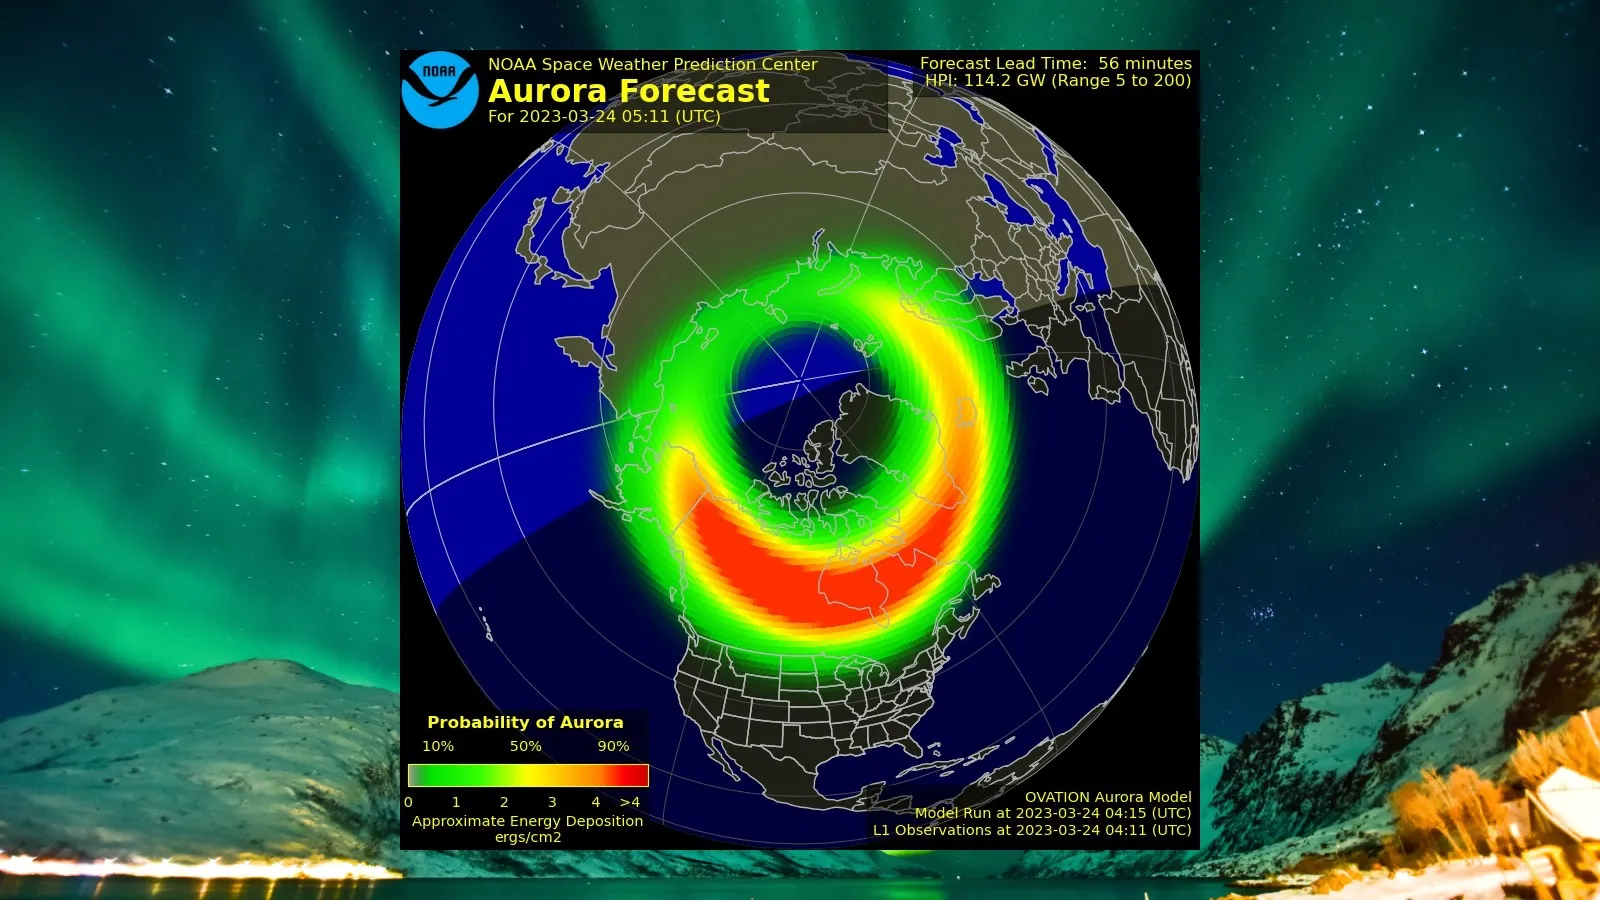 NOAA
NOAA Space Weather Prediction Center
Aurora Forecast
For 2023-03-24 05:11 (UTC)
Forecast Lead Time: 56 minutes
HPI: 114.2 GW (Range 5 to 200)
Probability of Aurora
10% 50% 90%
0 1 2 3 4 >4
Approximate Energy Deposition
ergs/cm2
OVATION Aurora Model
Model Run at 2023-03-24 04:15 (UTC)
L1 Observations at 2023-03-24 04:11 (UTC)